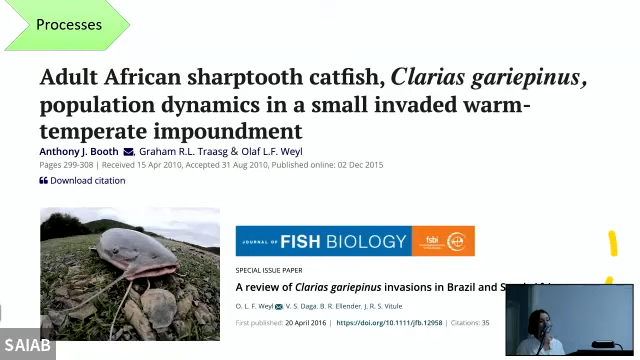 Processes
Adult African sharptooth catfish, Clarias gariepinus,
population dynamics in a small invaded warm-
temperate impoundment
Anthony J. Booth , Graham R.L. Traasg & Olaf L.F. Weyl
Pages 299-308 | Received 15 Apr 2010, Accepted 31 Aug 2010, Published online: 02 Dec 2015
Download citation
JOURNAL OF FISH BIOLOGY fsbi
SPECIAL ISSUE PAPER
A review of Clarias gariepinus invasions in Brazil and
O. L. F. Weyl , V. S. Daga, B. R. Ellender, J. R. S. Vitule
First published: 20 April 2016 | https://doi.org/10.1111/jfb.12958 | Citations: 35
SAIAB